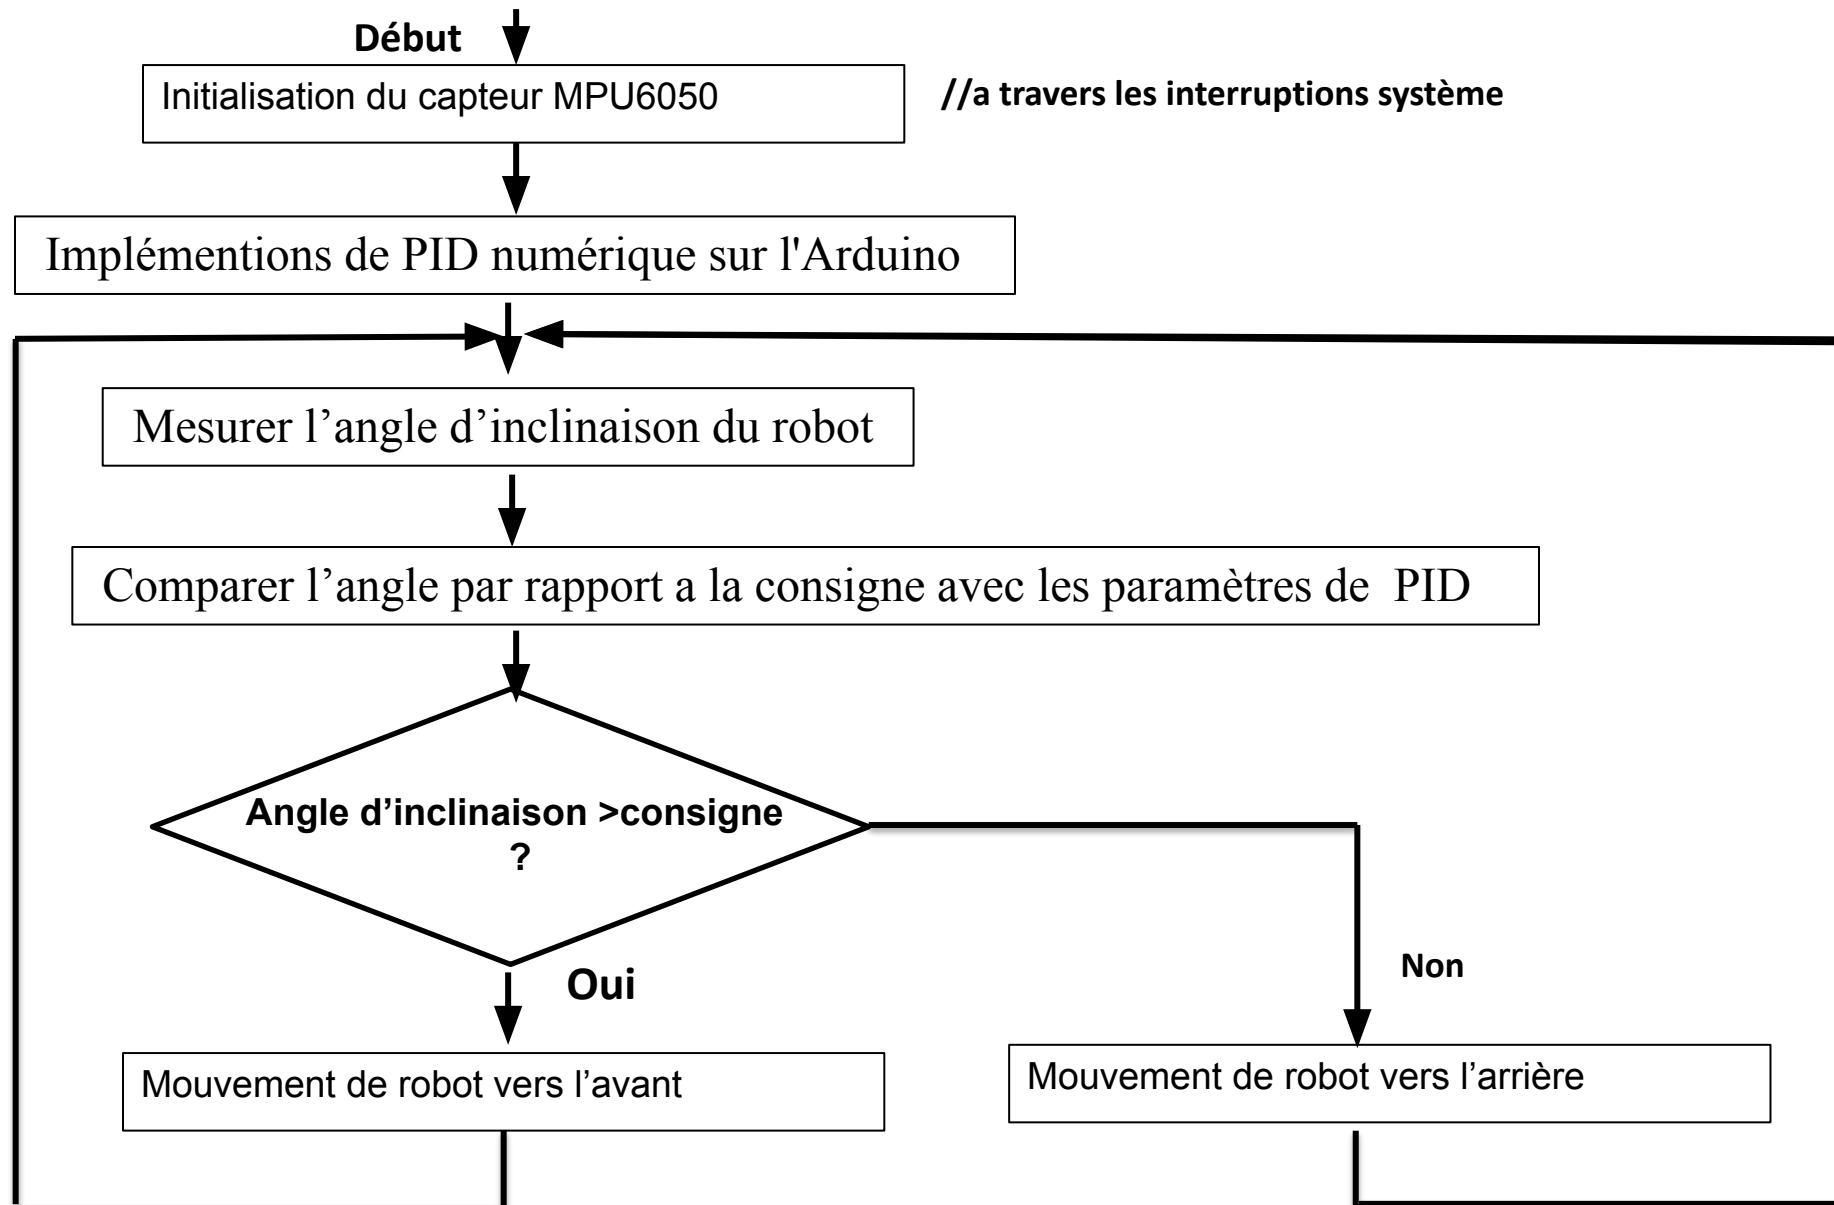 Début
Initialisation du capteur MPU6050
//a travers les interruptions système
Implémentions de PID numérique sur l'Arduino
Mesurer l’angle d’inclinaison du robot
Comparer l’angle par rapport a la consigne avec les paramètres de  PID
Angle d’inclinaison >consigne
?
Oui
Non
Mouvement de robot vers l’avant
Mouvement de robot vers l’arrière